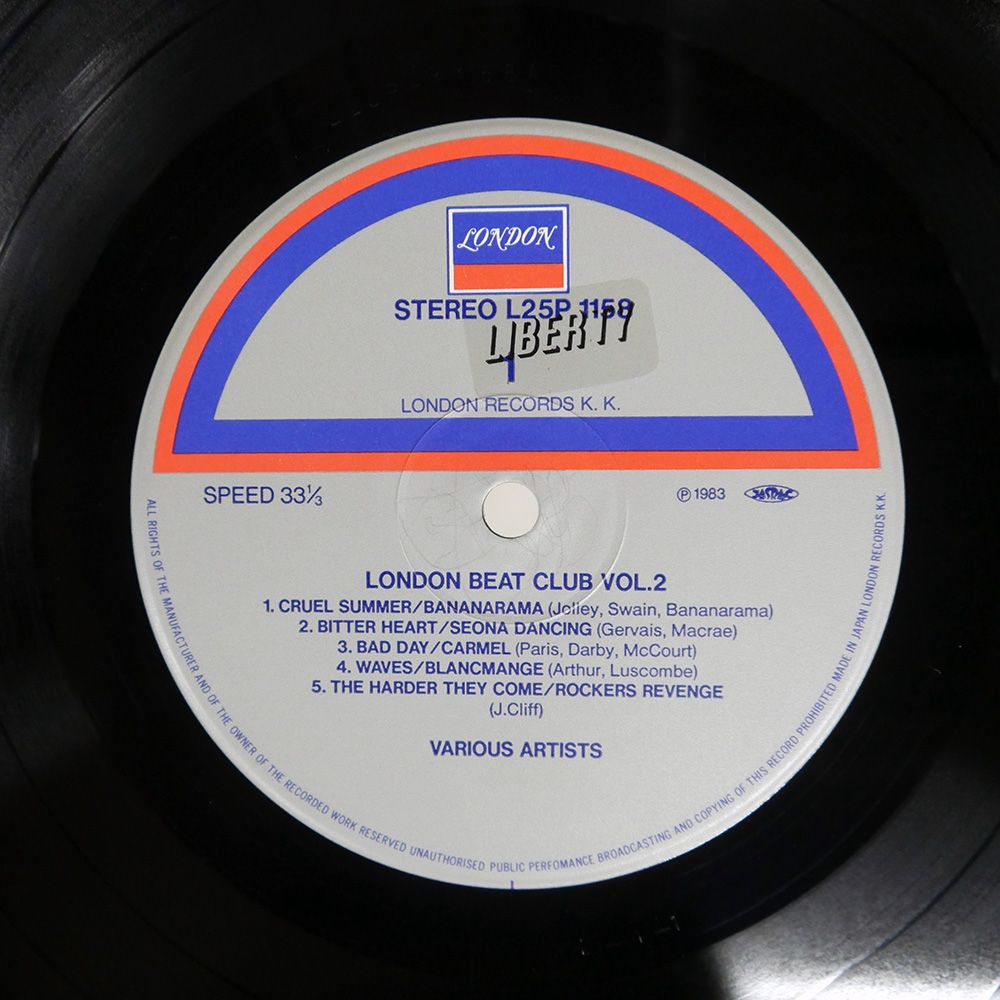 LONDON
STEREO L25P 1158
LIBERTY
1
LONDON RECORDS K. K.
SPEED 33⅓
℗ 1983
JASRAC
LONDON BEAT CLUB VOL.2
1. CRUEL SUMMER/BANANARAMA (Jolley, Swain, Bananarama)
2. BITTER HEART/SEONA DANCING (Gervais, Macrae)
3. BAD DAY/CARMEL (Paris, Darby, McCourt)
4. WAVES/BLANCMANGE (Arthur, Luscombe)
5. THE HARDER THEY COME/ROCKERS REVENGE
(J.Cliff)
VARIOUS ARTISTS
ALL RIGHTS OF THE MANUFACTURER AND OF THE OWNER OF THE RECORDED WORK RESERVED UNAUTHORISED PUBLIC PERFOMANCE BROADCASTING AND COPYING OF THIS RECORD PROHIBITED MADE IN JAPAN LONDON RECORDS K.K.